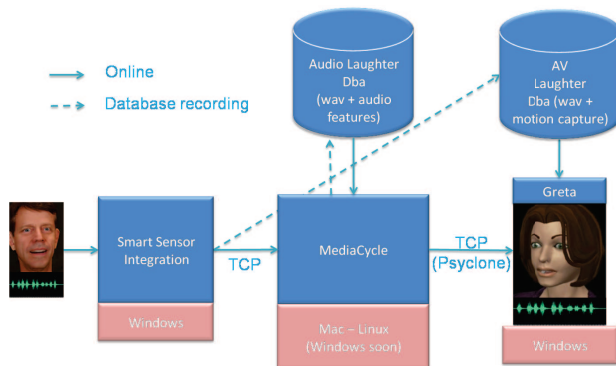 Online
Database recording
Audio Laughter
Dba
(wav + audio
features)
AV
Laughter
Dba (wav +
motion capture)
Smart Sensor
Integration
Windows
TCP
MediaCycle
Mac – Linux
(Windows soon)
TCP
(Psyclone)
Greta
Windows